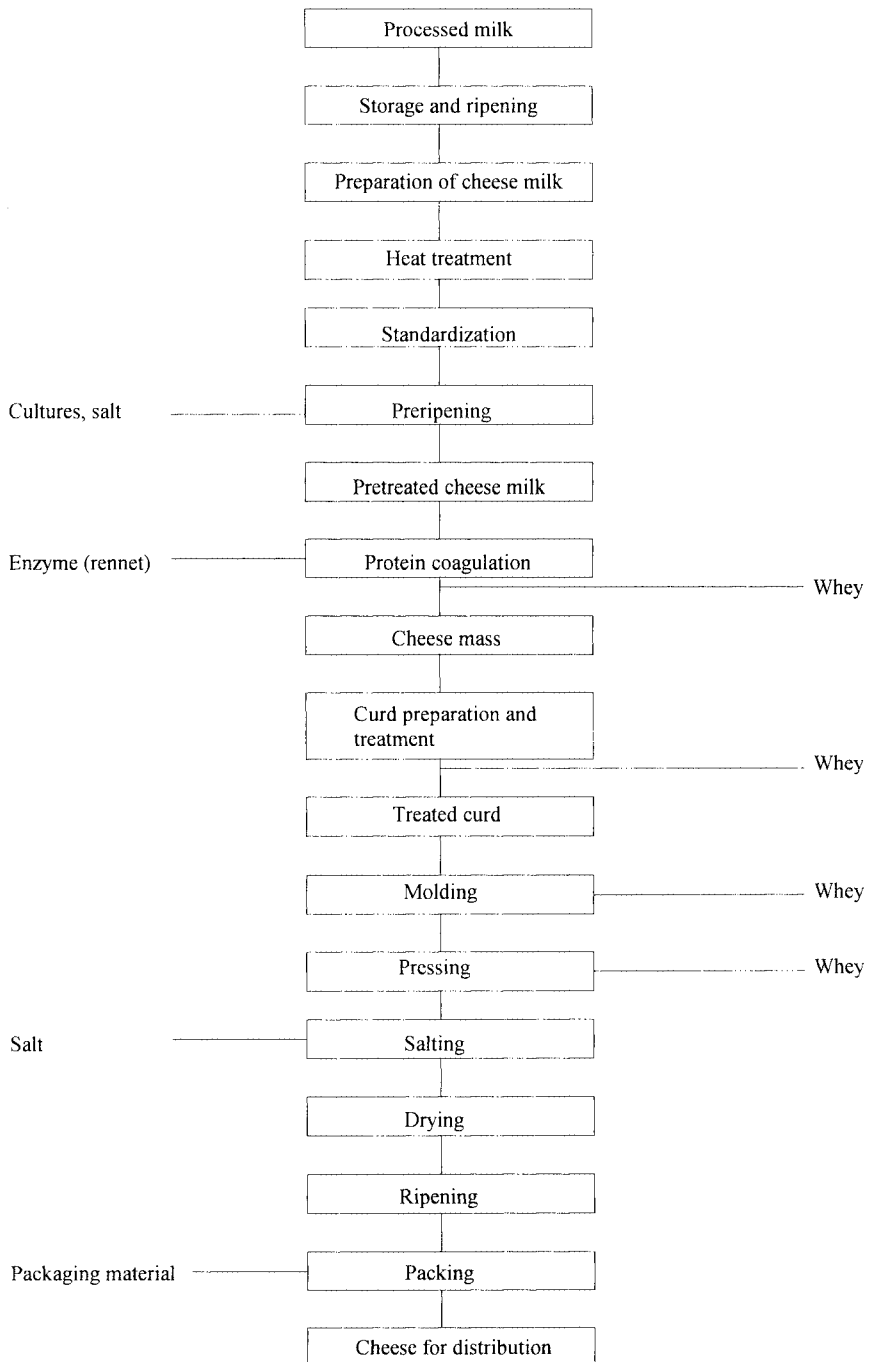 Processed milk
Storage and ripening
Preparation of cheese milk
Heat treatment
Standardization
Cultures, salt
Preripening
Pretreated cheese milk
Enzyme (rennet)
Protein coagulation
Whey
Cheese mass
Curd preparation and
treatment
Whey
Treated curd
Molding
Whey
Pressing
Whey
Salt
Salting
Drying
Ripening
Packaging material
Packing
Cheese for distribution